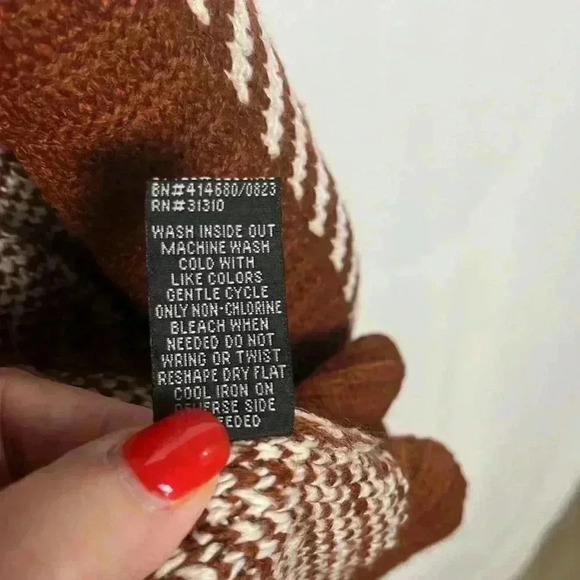 BN#414680/0823
RN#31310
WASH INSIDE OUT
MACHINE WASH
COLD WITH
LIKE COLORS
GENTLE CYCLE
ONLY NON-CHLORINE
BLEACH WHEN
NEEDED DO NOT
WRING OR TWIST
RESHAPE DRY FLAT
COOL IRON ON
REVERSE SIDE